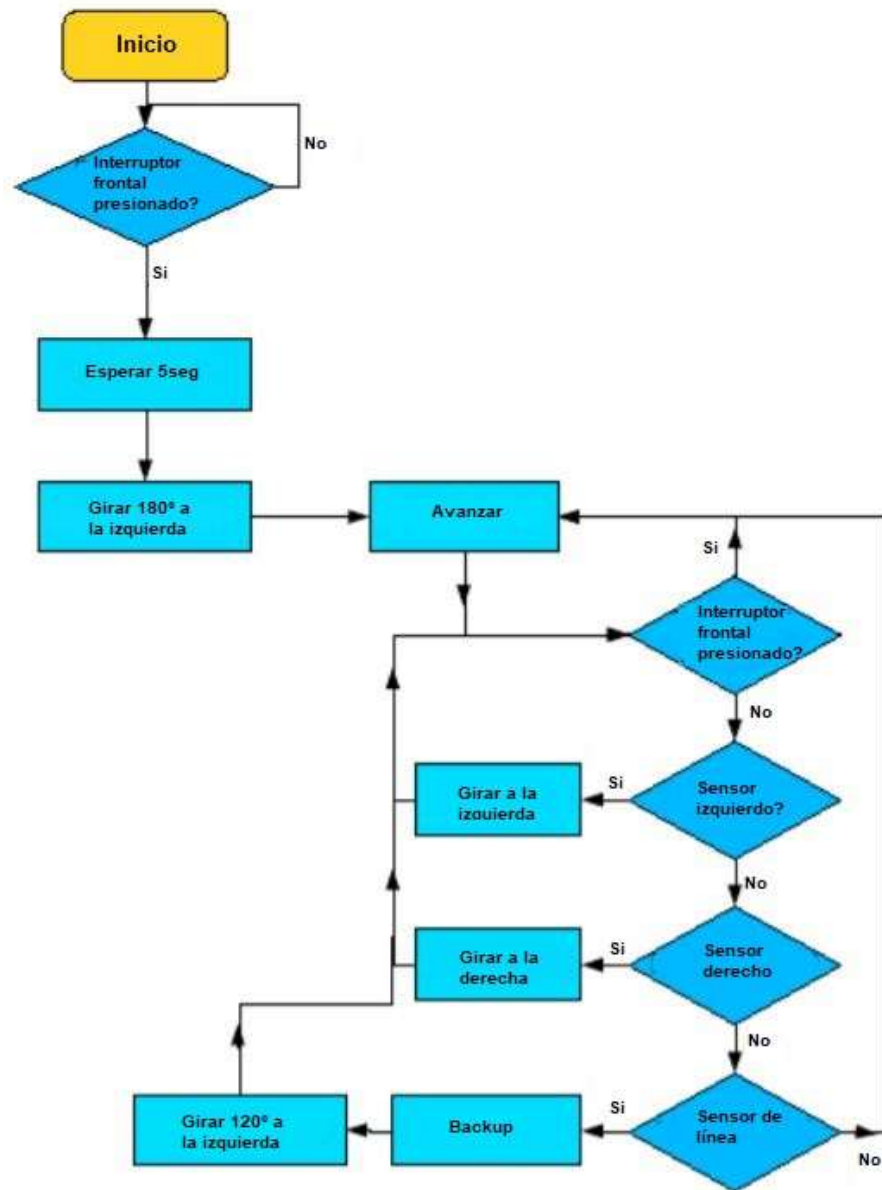 Inicio
Interruptor
frontal
presionado?
No
Si
Esperar 5seg
Girar 180º a
la izquierda
Avanzar
Si
Interruptor
frontal
presionado?
No
Girar a la
izquierda
Si
Sensor
izquierdo?
No
Girar a la
derecha
Si
Sensor
derecho
No
Girar 120º a
la izquierda
Backup
Si
Sensor de
línea
No